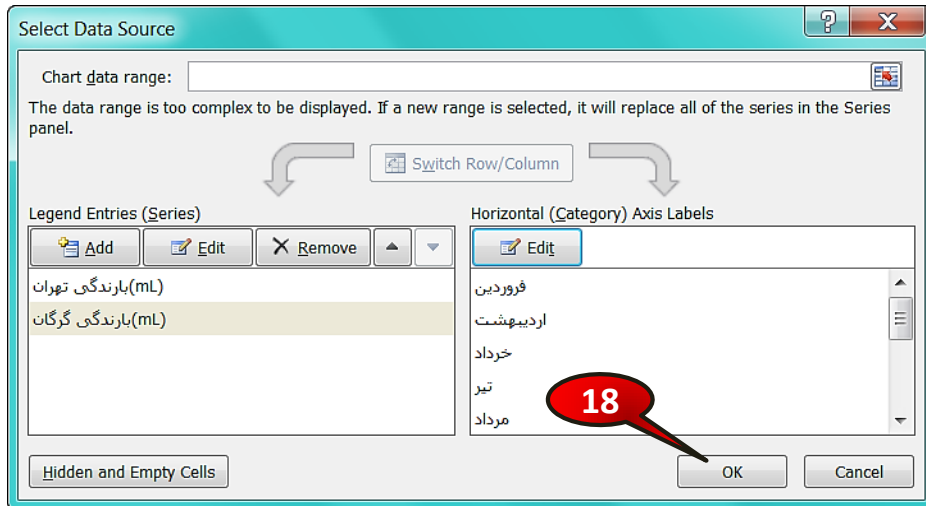 Select Data Source
Chart data range:
The data range is too complex to be displayed. If a new range is selected, it will replace all of the series in the Series
panel.
Switch Row/Column
Legend Entries (Series)
Horizontal (Category) Axis Labels
Add
Edit
Remove
Edit
بارندگی تهران(mL)
بارندگی گرگان(mL)
فروردین
اردیبهشت
خرداد
تیر
مرداد
18
Hidden and Empty Cells
OK
Cancel